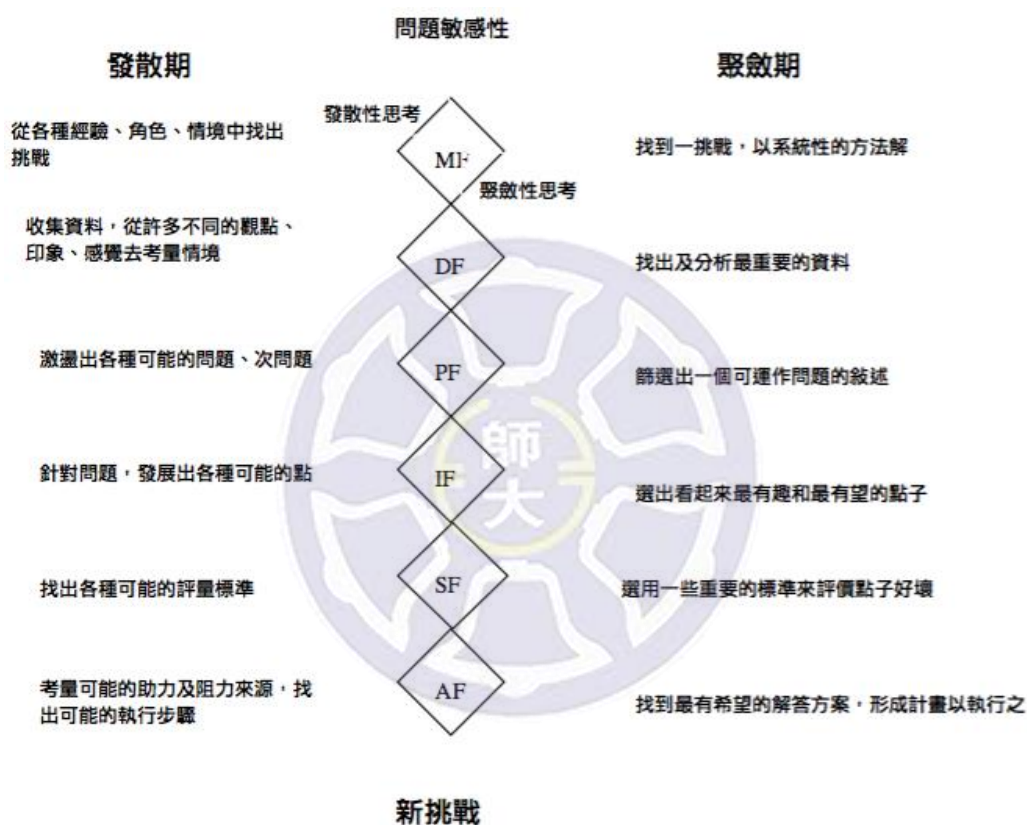 問題敏感性
發散期
聚斂期
從各種經驗、角色、情境中找出
挑戰
發散性思考
MF
找到一挑戰，以系統性的方法解
聚斂性思考
收集資料，從許多不同的觀點、
印象、感覺去考量情境
DF
找出及分析最重要的資料
激盪出各種可能的問題、次問題
PF
篩選出一個可運作問題的敘述
師
大
針對問題，發展出各種可能的點
IF
選出看起來最有趣和最有望的點子
找出各種可能的評量標準
SF
選用一些重要的標準來評價點子好壞
考量可能的助力及阻力來源，找
出可能的執行步驟
AF
找到最有希望的解答方案，形成計畫以執行之
新挑戰